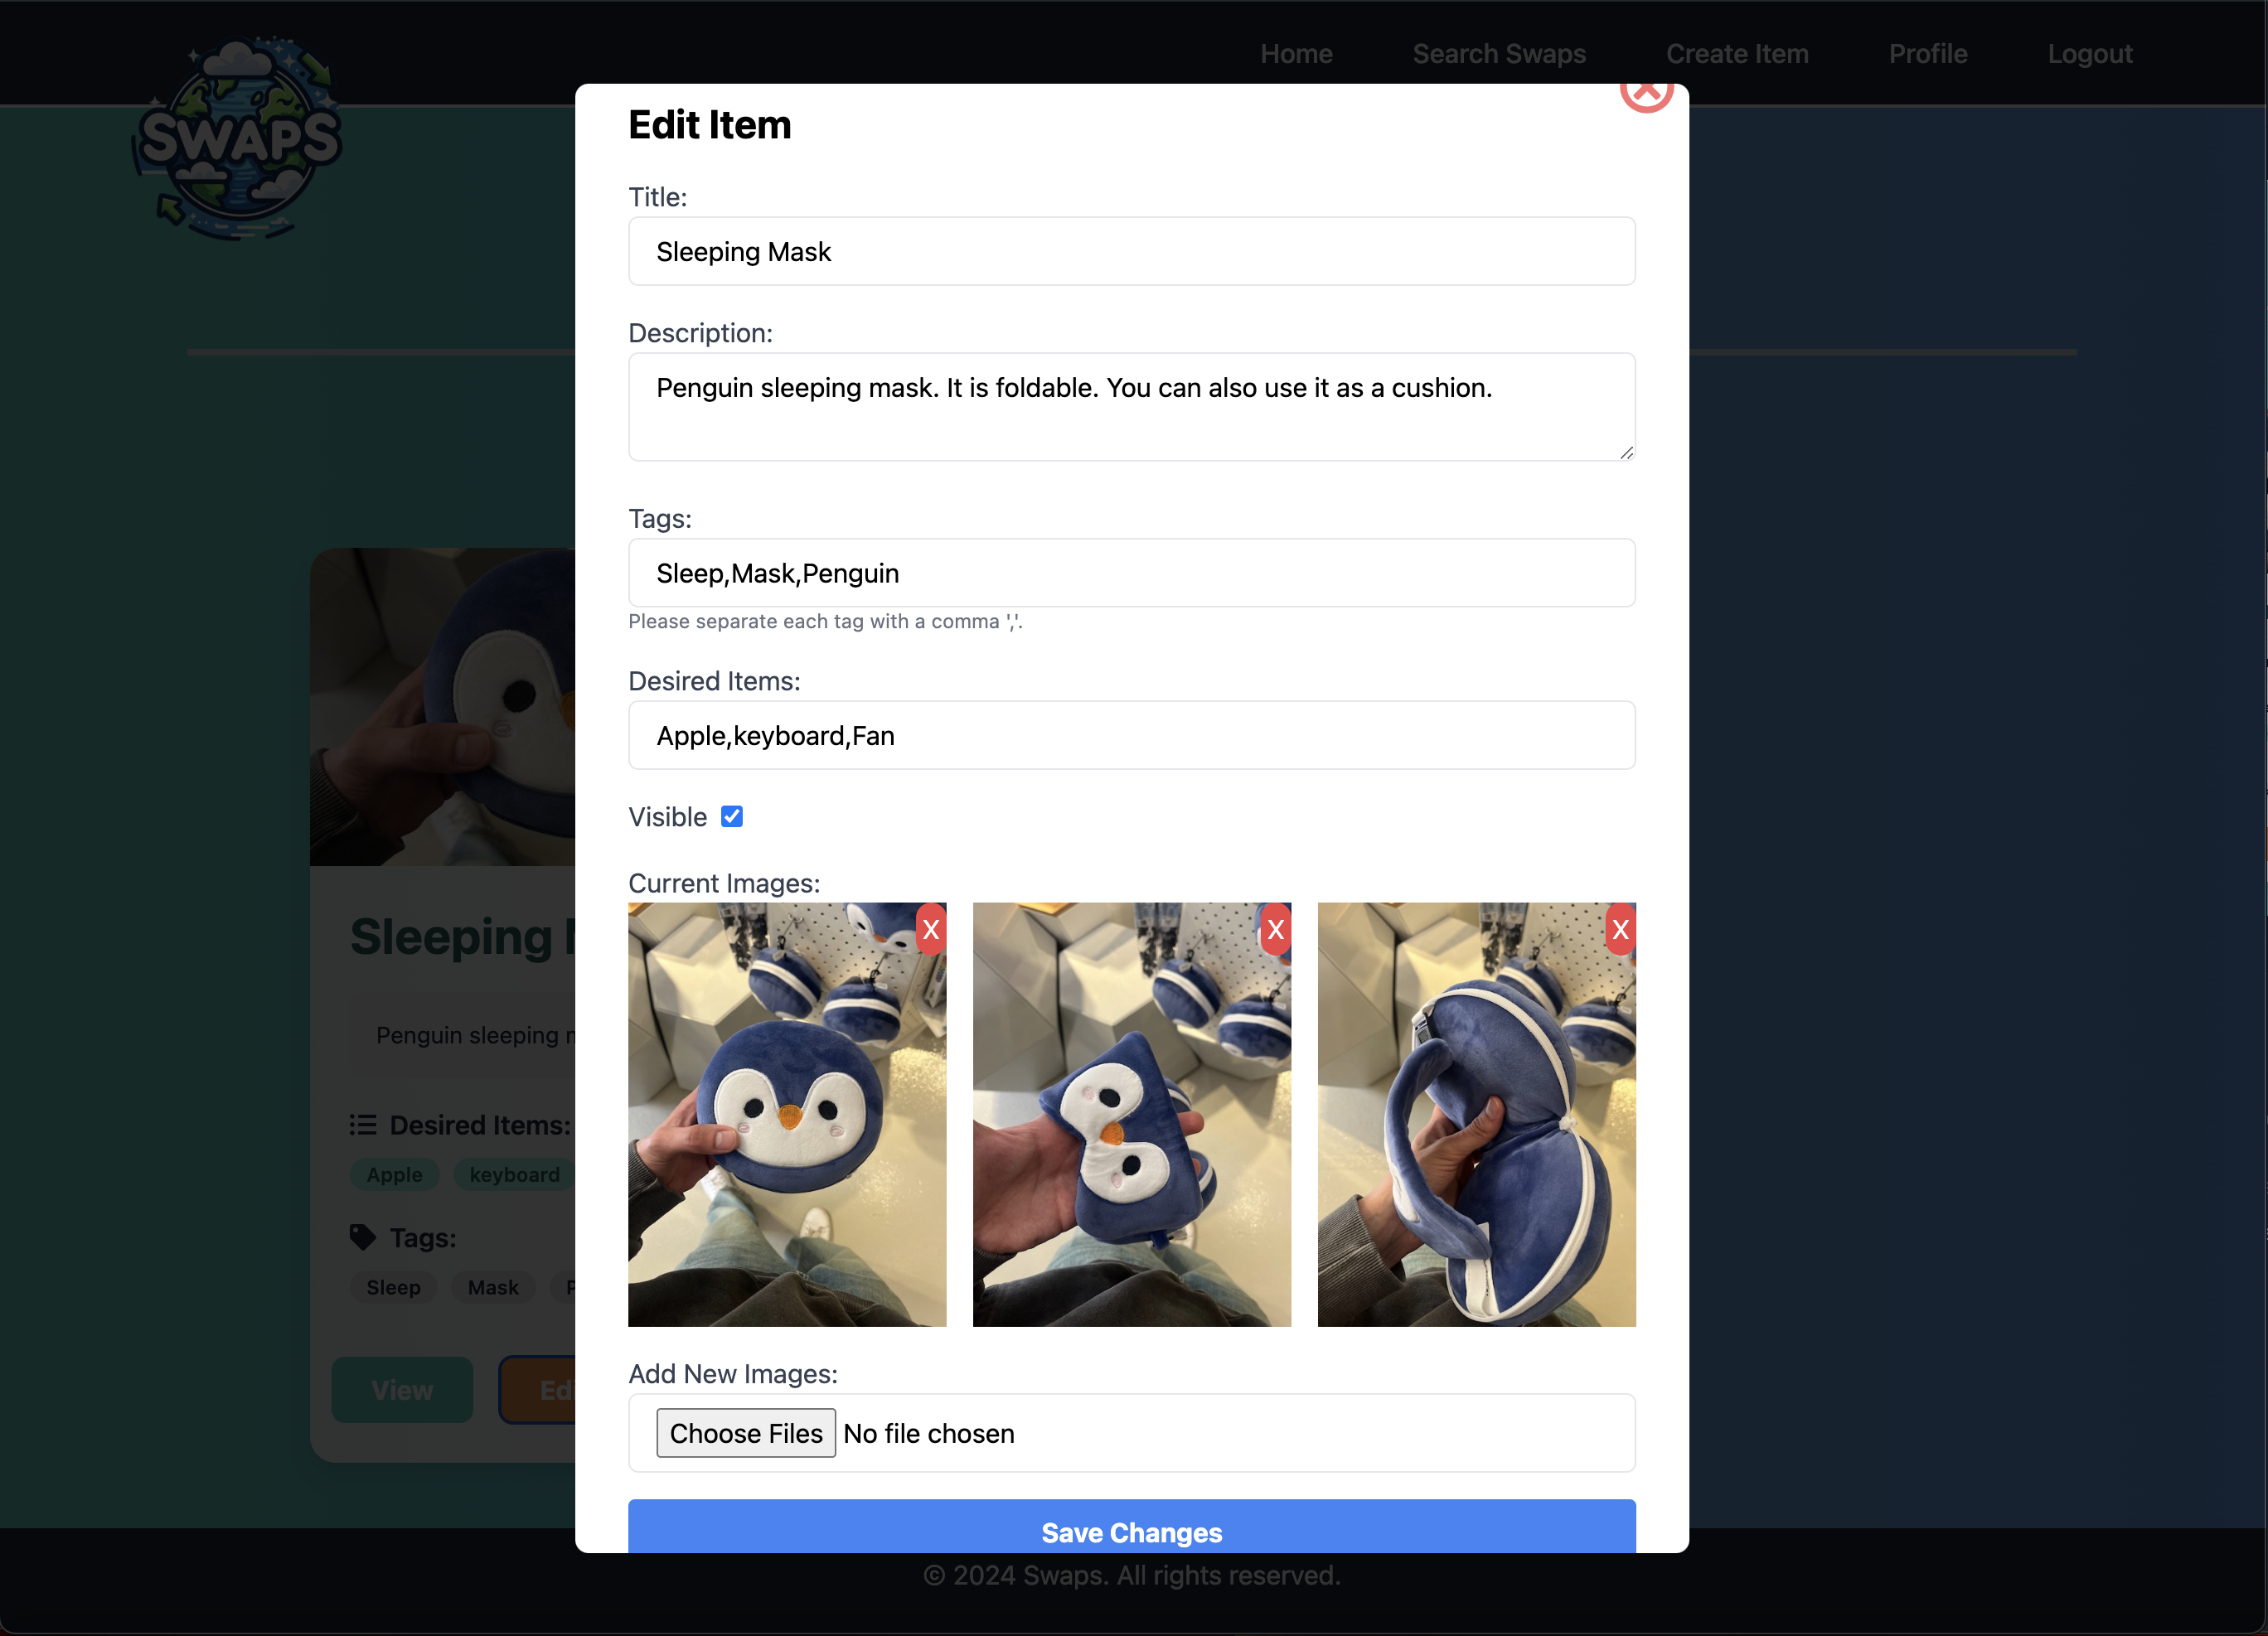 SWAPS
Home
Search Swaps
Create Item
Profile
Logout
Edit Item
Title:
Sleeping Mask
Description:
Penguin sleeping mask. It is foldable. You can also use it as a cushion.
Tags:
Sleep,Mask,Penguin
Please separate each tag with a comma ','.
Desired Items:
Apple,keyboard,Fan
Visible
Current Images:
X
X
X
Add New Images:
Choose Files No file chosen
Save Changes
Sleeping
Penguin sleeping
Desired Items:
Apple keyboard
Tags:
Sleep Mask
View
© 2024 Swaps. All rights reserved.